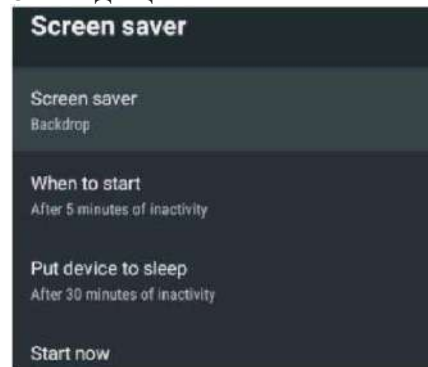 Screen saver
Screen saver
Backdrop
When to start
After 5 minutes of inactivity
Put device to sleep
After 30 minutes of inactivity
Start now